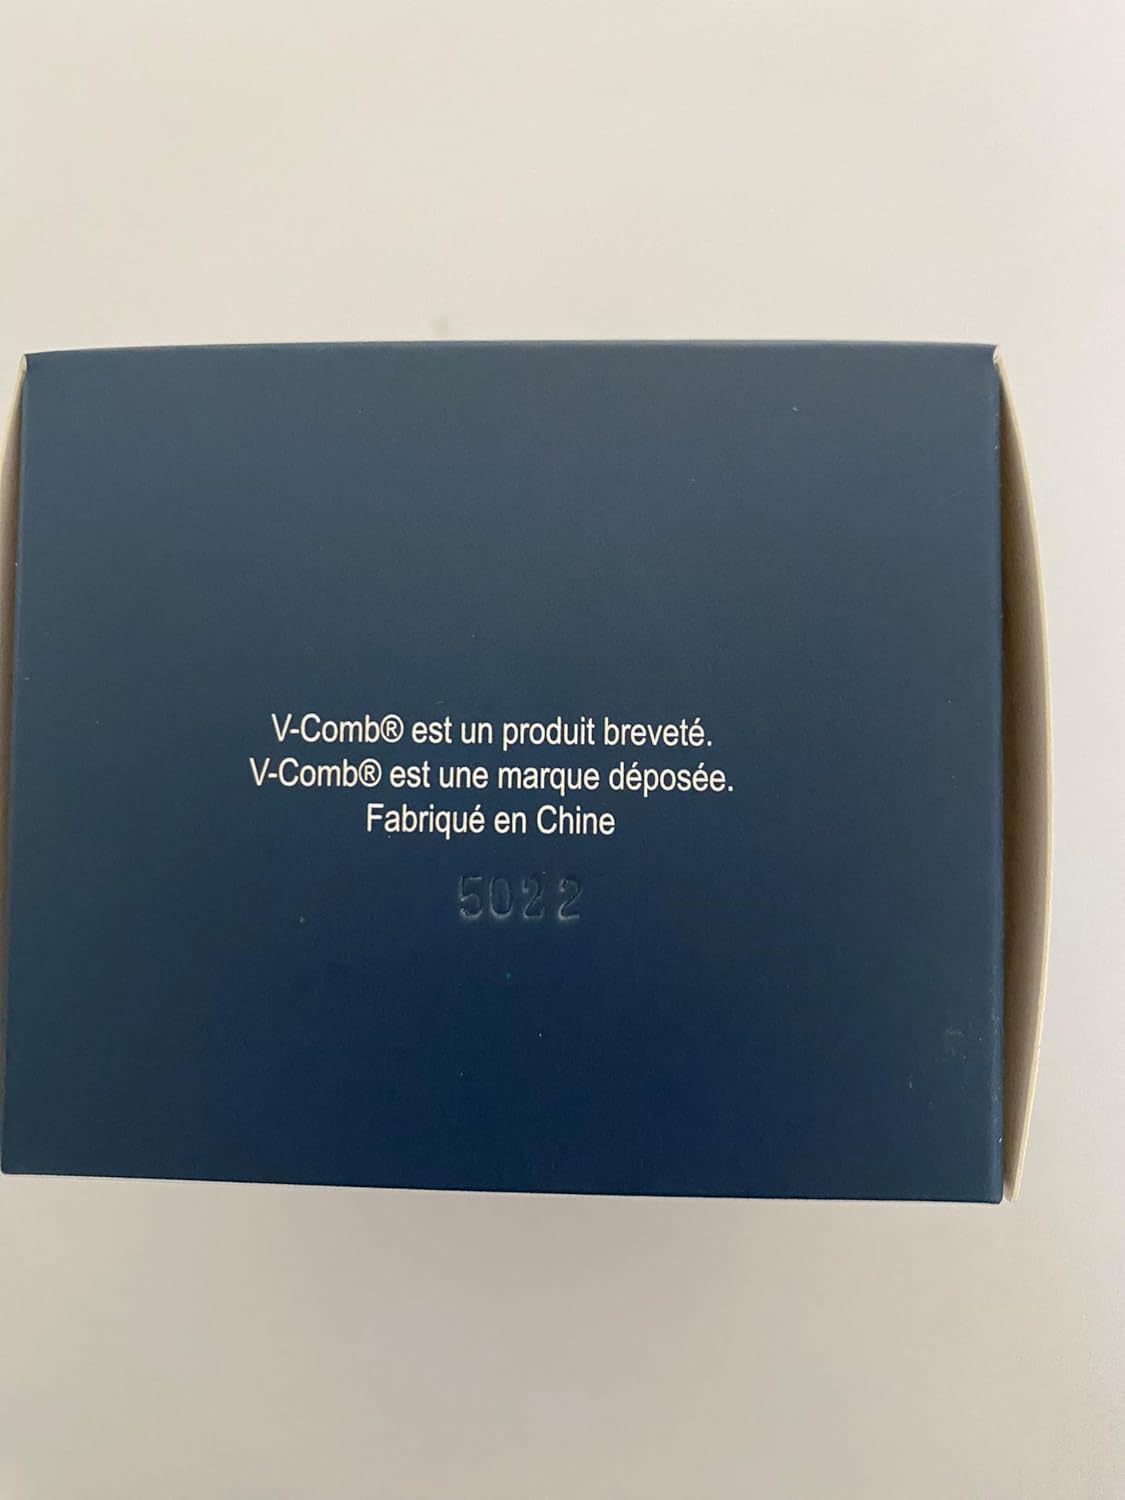 V-Comb® est un produit breveté.
V-Comb® est une marque déposée.
Fabriqué en Chine
5022